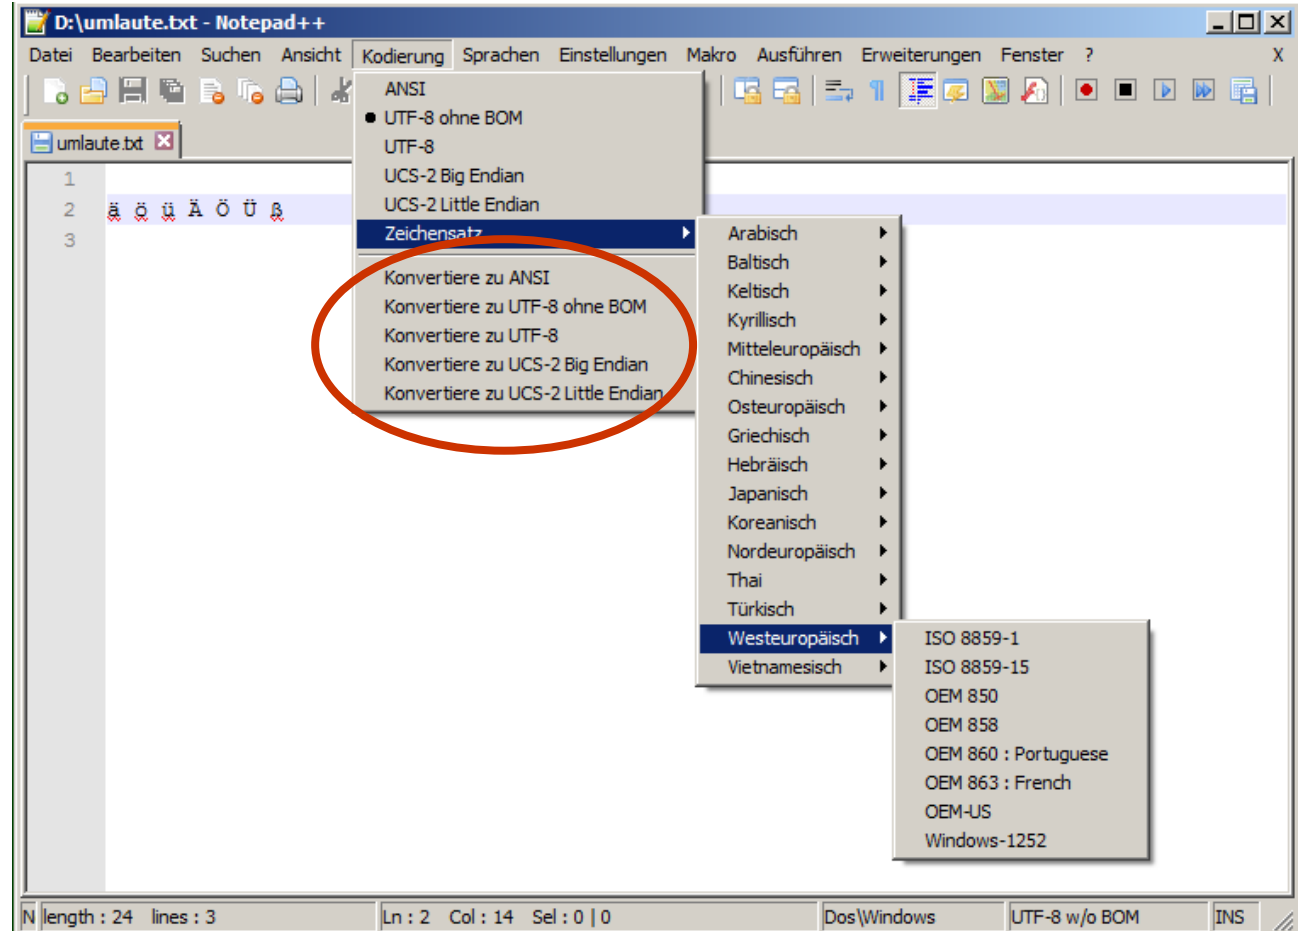 D:\umlaute.txt - Notepad++
Datei Bearbeiten Suchen Ansicht Kodierung Sprachen Einstellungen Makro Ausführen Erweiterungen Fenster ? X
umlaute.txt
1
2 ä ö ü Ä Ö Ü ß
3
ANSI
UTF-8 ohne BOM
UTF-8
UCS-2 Big Endian
UCS-2 Little Endian
Zeichensatz
Konvertiere zu ANSI
Konvertiere zu UTF-8 ohne BOM
Konvertiere zu UTF-8
Konvertiere zu UCS-2 Big Endian
Konvertiere zu UCS-2 Little Endian
Arabisch
Baltisch
Keltisch
Kyrillisch
Mitteleuropäisch
Chinesisch
Osteuropäisch
Griechisch
Hebräisch
Japanisch
Koreanisch
Nordeuropäisch
Thai
Türkisch
Westeuropäisch
Vietnamesisch
ISO 8859-1
ISO 8859-15
OEM 850
OEM 858
OEM 860 : Portuguese
OEM 863 : French
OEM-US
Windows-1252
N length : 24 lines : 3 Ln : 2 Col : 14 Sel : 0 | 0 Dos\Windows UTF-8 w/o BOM INS